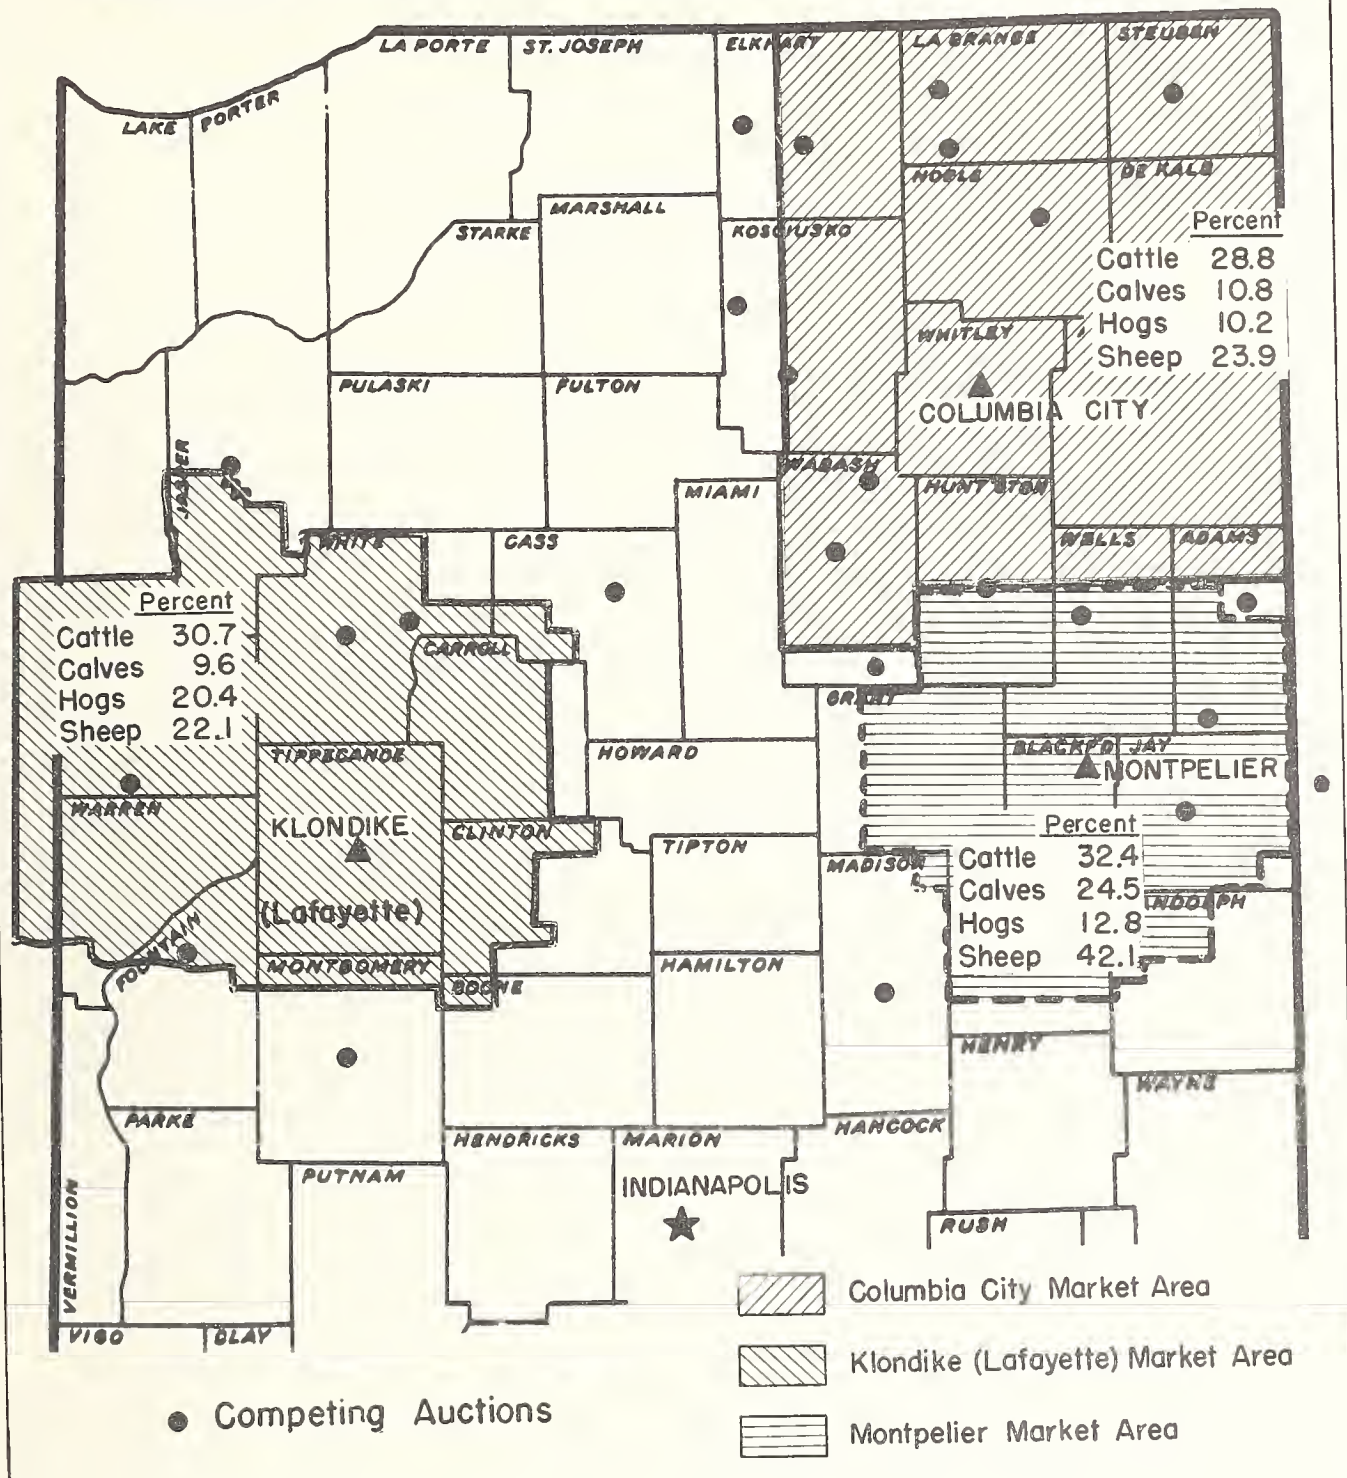 LA PORTE
ST. JOSEPH
ELKHART
LA GRANGE
STEUBEN
LAKE
PORTER
NOBLE
DE KALB
MARSHALL
STARKE
KOSCIUSKO
Percent
Cattle 28.8
Calves 10.8
Hogs 10.2
Sheep 23.9
WHITLEY
PULASKI
FULTON
COLUMBIA CITY
JASPER
WABASH
MIAMI
HUNT'GTON
WHITE
CASS
WELLS
ADAMS
Percent
Cattle 30.7
Calves 9.6
Hogs 20.4
Sheep 22.1
CARROLL
GRANT
TIPPECANOE
HOWARD
BLACKF'D
JAY
MONTPELIER
WARREN
KLONDIKE
(Lafayette)
CLINTON
TIPTON
MADISON
Percent
Cattle 32.4
Calves 24.5
Hogs 12.8
Sheep 42.1
NDOLPH
FOUNTAIN
MONTGOMERY
BOONE
HAMILTON
HENRY
WAYNE
PARKE
HENDRICKS
MARION
HANCOCK
PUTNAM
INDIANAPOLIS
VERMILLION
RUSH
VIGO
CLAY
Columbia City Market Area
Klondike (Lafayette) Market Area
Montpelier Market Area
Competing Auctions